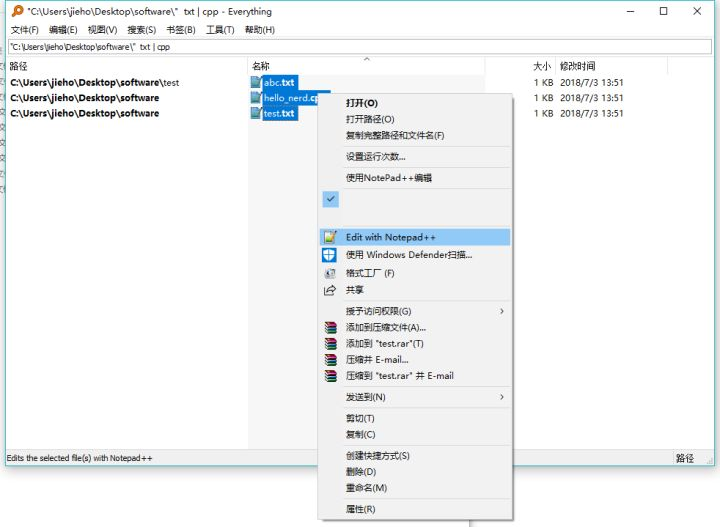 "C:\Users\jieho\Desktop\software\"  txt | cpp - Everything
文件(F) 编辑(E) 视图(V) 搜索(S) 书签(B) 工具(T) 帮助(H)
"C:\Users\jieho\Desktop\software\"  txt | cpp
路径 名称 大小 修改时间
C:\Users\jieho\Desktop\software\test abc.txt 1 KB 2018/7/3 13:51
C:\Users\jieho\Desktop\software hello_nerd.cp 1 KB 2018/7/3 13:51
C:\Users\jieho\Desktop\software test.txt 1 KB 2018/7/3 13:51
打开(O)
打开路径(O)
复制完整路径和文件名(F)
设置运行次数...
使用NotePad++编辑
Edit with Notepad++
使用 Windows Defender扫描...
格式工厂 (F)
共享
授予访问权限(G)
添加到压缩文件(A)...
添加到 "test.rar"(T)
压缩并 E-mail...
压缩到 "test.rar" 并 E-mail
发送到(N)
剪切(T)
复制(C)
创建快捷方式(S)
删除(D)
重命名(M)
属性(R)
Edits the selected file(s) with Notepad++ 路径